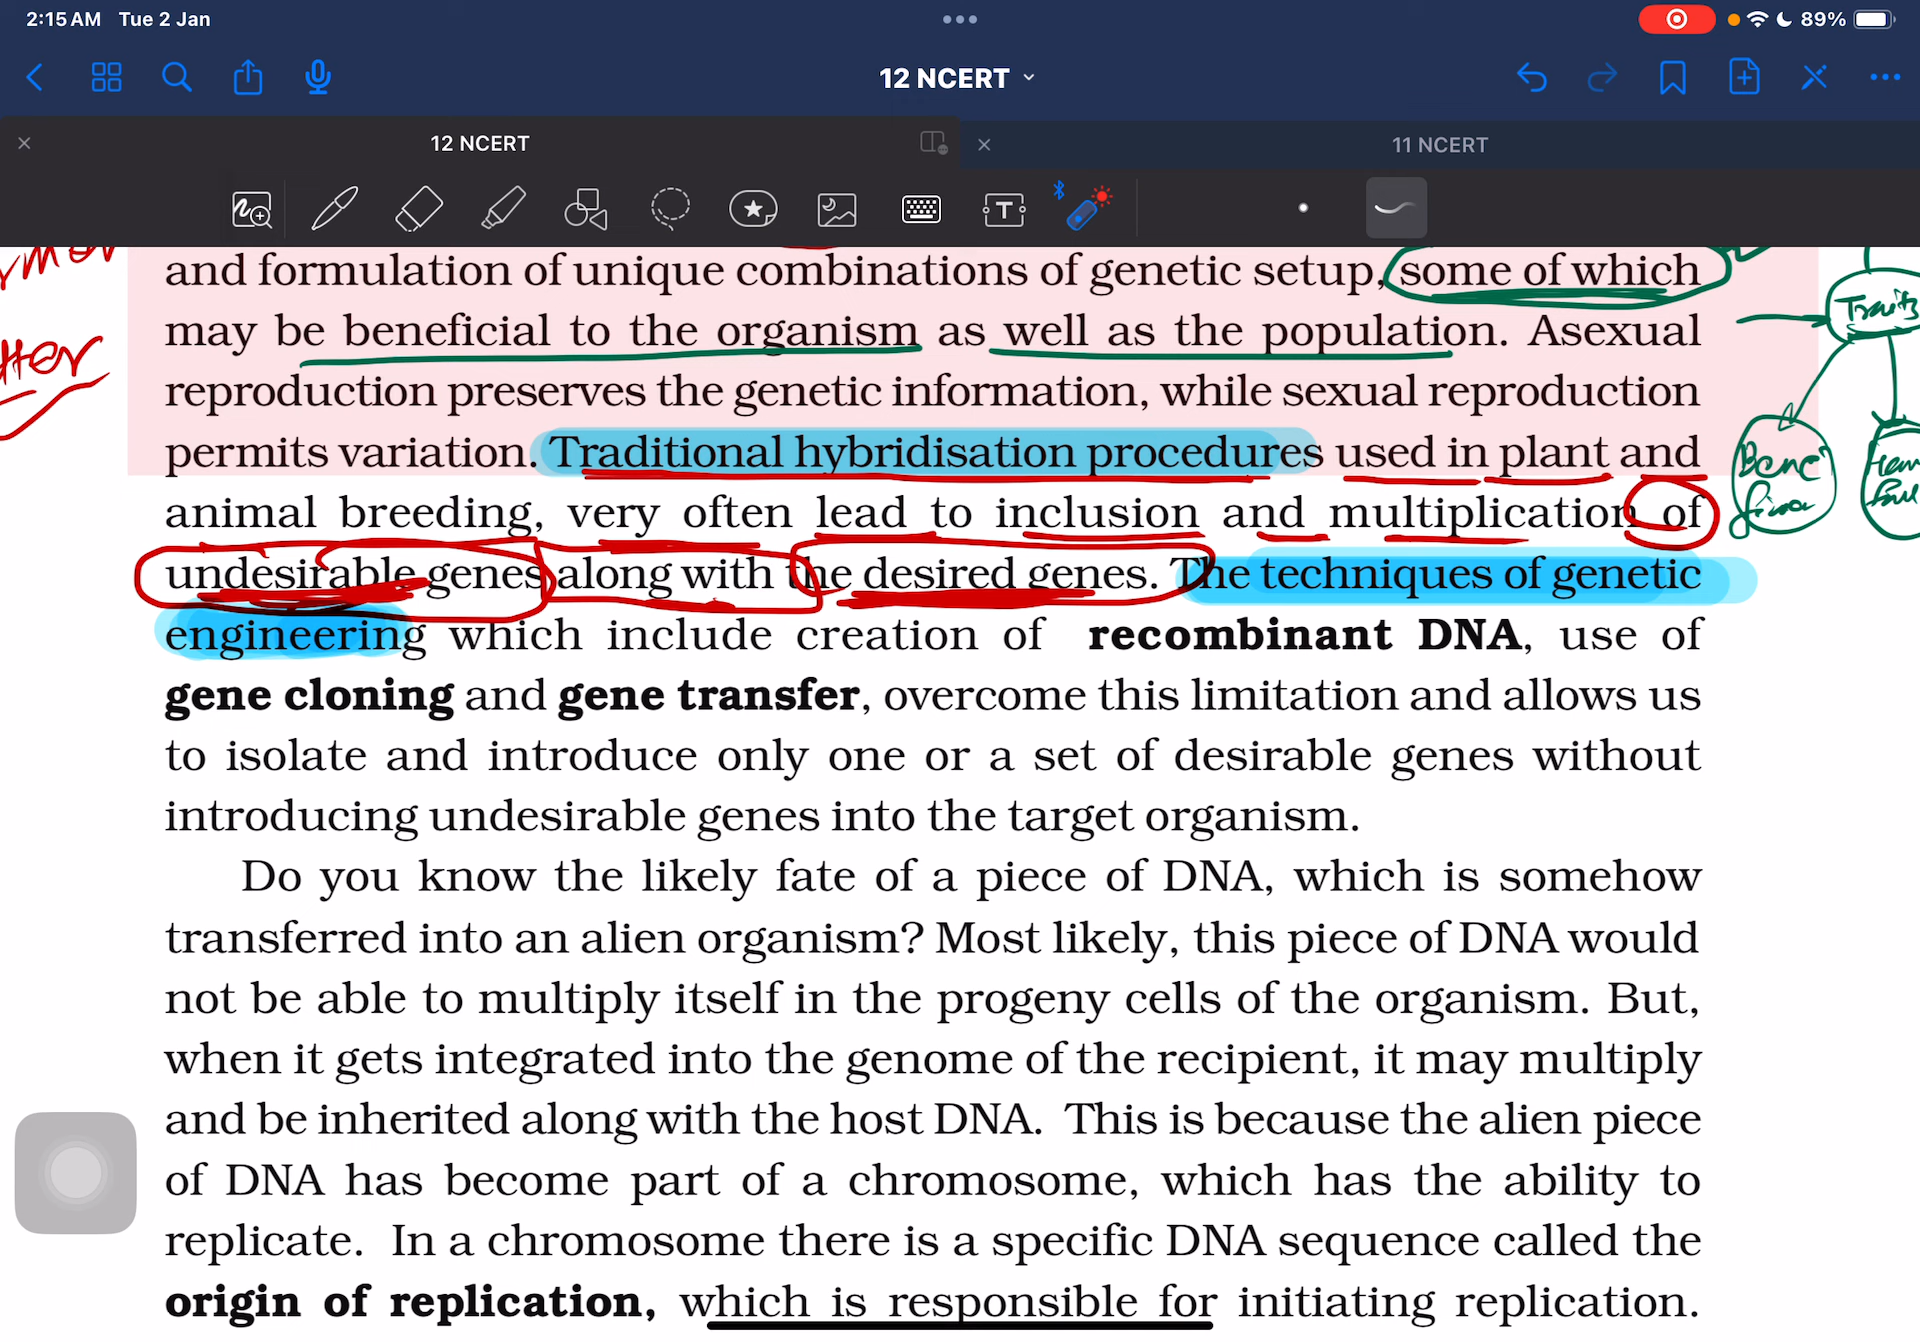 2:15 AM Tue 2 Jan
89%
12 NCERT
12 NCERT
11 NCERT
and formulation of unique combinations of genetic setup, some of which
may be beneficial to the organism as well as the population. Asexual
reproduction preserves the genetic information, while sexual reproduction
permits variation. Traditional hybridisation procedures used in plant and
animal breeding, very often lead to inclusion and multiplication of
undesirable genes along with the desired genes. The techniques of genetic
engineering which include creation of recombinant DNA, use of
gene cloning and gene transfer, overcome this limitation and allows us
to isolate and introduce only one or a set of desirable genes without
introducing undesirable genes into the target organism.
Do you know the likely fate of a piece of DNA, which is somehow
transferred into an alien organism? Most likely, this piece of DNA would
not be able to multiply itself in the progeny cells of the organism. But,
when it gets integrated into the genome of the recipient, it may multiply
and be inherited along with the host DNA. This is because the alien piece
of DNA has become part of a chromosome, which has the ability to
replicate. In a chromosome there is a specific DNA sequence called the
origin of replication, which is responsible for initiating replication.
Traits